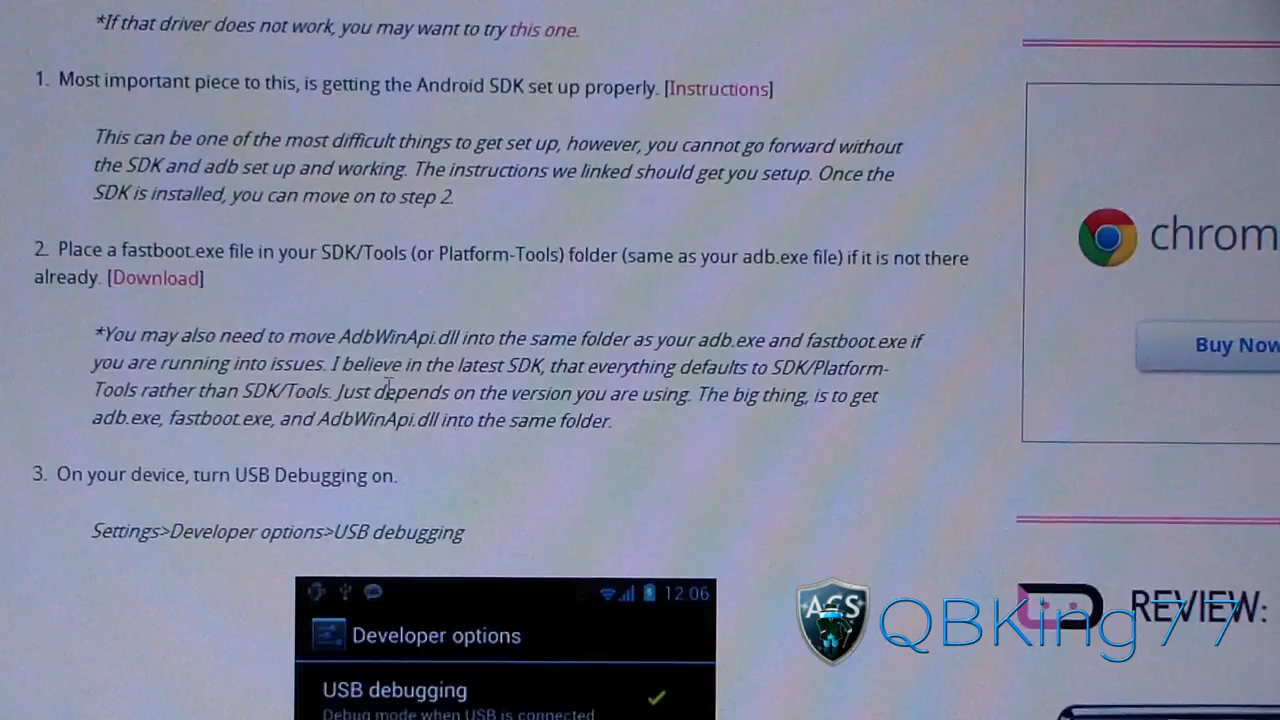 *If that driver does not work, you may want to try this one.
1. Most important piece to this, is getting the Android SDK set up properly. [Instructions]
This can be one of the most difficult things to get set up, however, you cannot go forward without
the SDK and adb set up and working. The instructions we linked should get you setup. Once the
SDK is installed, you can move on to step 2.
2. Place a fastboot.exe file in your SDK/Tools (or Platform-Tools) folder (same as your adb.exe file) if it is not there
already. [Download]
*You may also need to move AdbWinApi.dll into the same folder as your adb.exe and fastboot.exe if
you are running into issues. I believe in the latest SDK, that everything defaults to SDK/Platform-
Tools rather than SDK/Tools. Just depends on the version you are using. The big thing, is to get
adb.exe, fastboot.exe, and AdbWinApi.dll into the same folder.
3. On your device, turn USB Debugging on.
Settings>Developer options>USB debugging
12:06
Developer options
USB debugging
Debug mode when USB is connected
chrom
Buy Now
REVIEW:
ACS
QBKing77